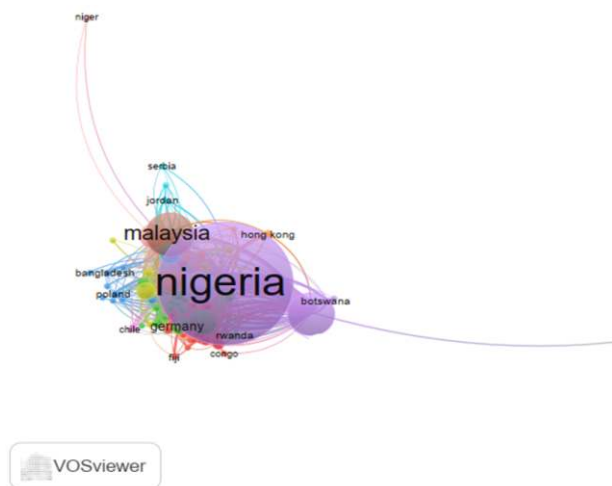 niger
serbia
jordan
malaysia
hong kong
bangladesh
nigeria
poland
botswana
chile
germany
rwanda
fiji
congo
VOSviewer